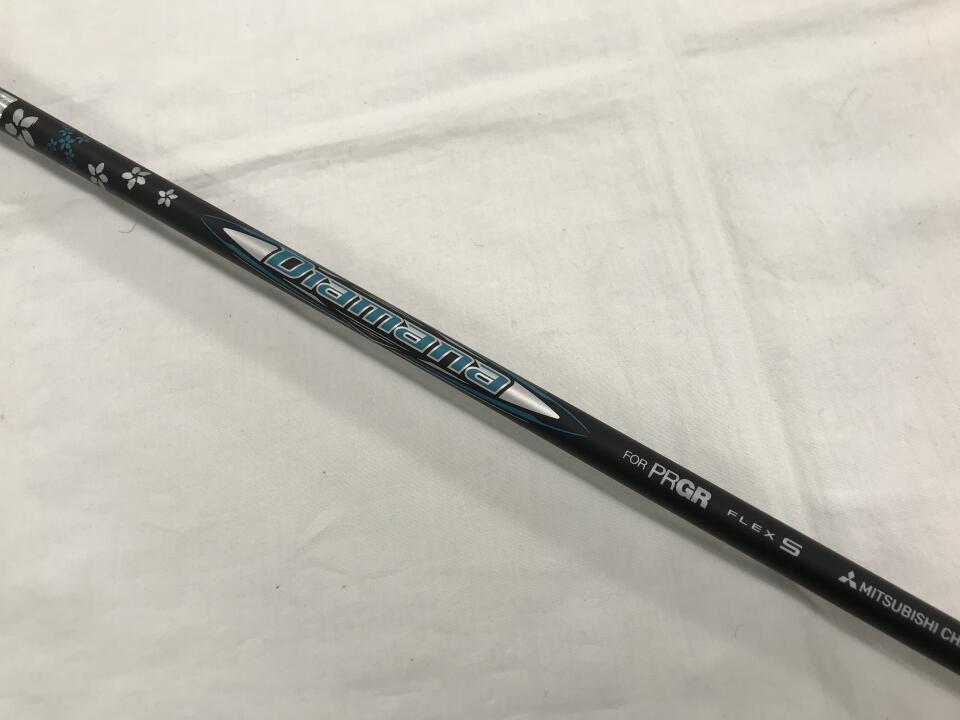 Diamana
FOR PRGR FLEX S
MITSUBISHI CH